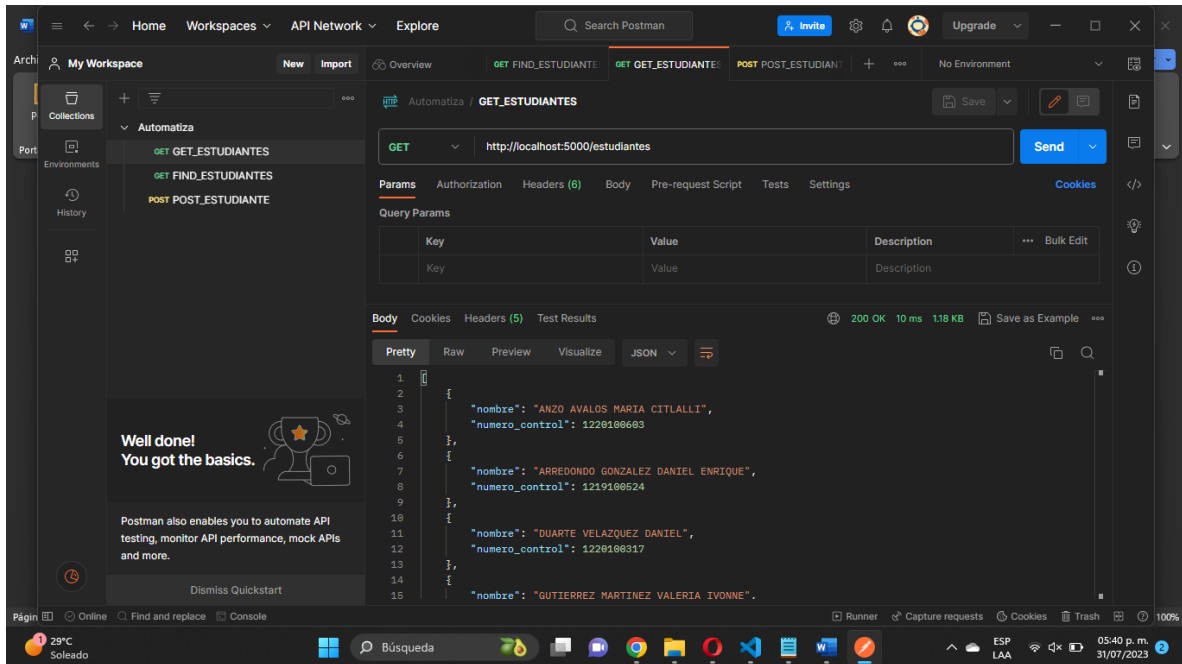 Home Workspaces API Network Explore Search Postman Invite Upgrade
Archi
My Workspace New Import Overview GET FIND_ESTUDIANTE GET GET_ESTUDIANTES POST POST_ESTUDIANT No Environment
Collections
Automatiza
Automatiza / GET_ESTUDIANTES Save
Port
GET GET_ESTUDIANTES
GET http://localhost:5000/estudiantes Send
Environments
GET FIND_ESTUDIANTES
POST POST_ESTUDIANTE
History
Params Authorization Headers (6) Body Pre-request Script Tests Settings Cookies
Query Params
Key Value Description Bulk Edit
Key Value Description
Body Cookies Headers (5) Test Results 200 OK 10 ms 1.18 KB Save as Example
Pretty Raw Preview Visualize JSON
1 [
2 {
3 "nombre": "ANZO AVALOS MARIA CITLALLI",
4 "numero_control": 1220100603
5 },
6 {
7 "nombre": "ARREDONDO GONZALEZ DANIEL ENRIQUE",
8 "numero_control": 1219100524
9 },
10 {
11 "nombre": "DUARTE VELAZQUEZ DANIEL",
12 "numero_control": 1220100317
13 },
14 {
15 "nombre": "GUTIERREZ MARTINEZ VALERIA IVONNE",
Well done!
You got the basics.
Postman also enables you to automate API
testing, monitor API performance, mock APIs
and more.
Dismiss Quickstart
Págin Online Find and replace Console Runner Capture requests Cookies Trash 100%
1 29°C
Soleado
Búsqueda
ESP
LAA
05:40 p. m.
31/07/2023
2